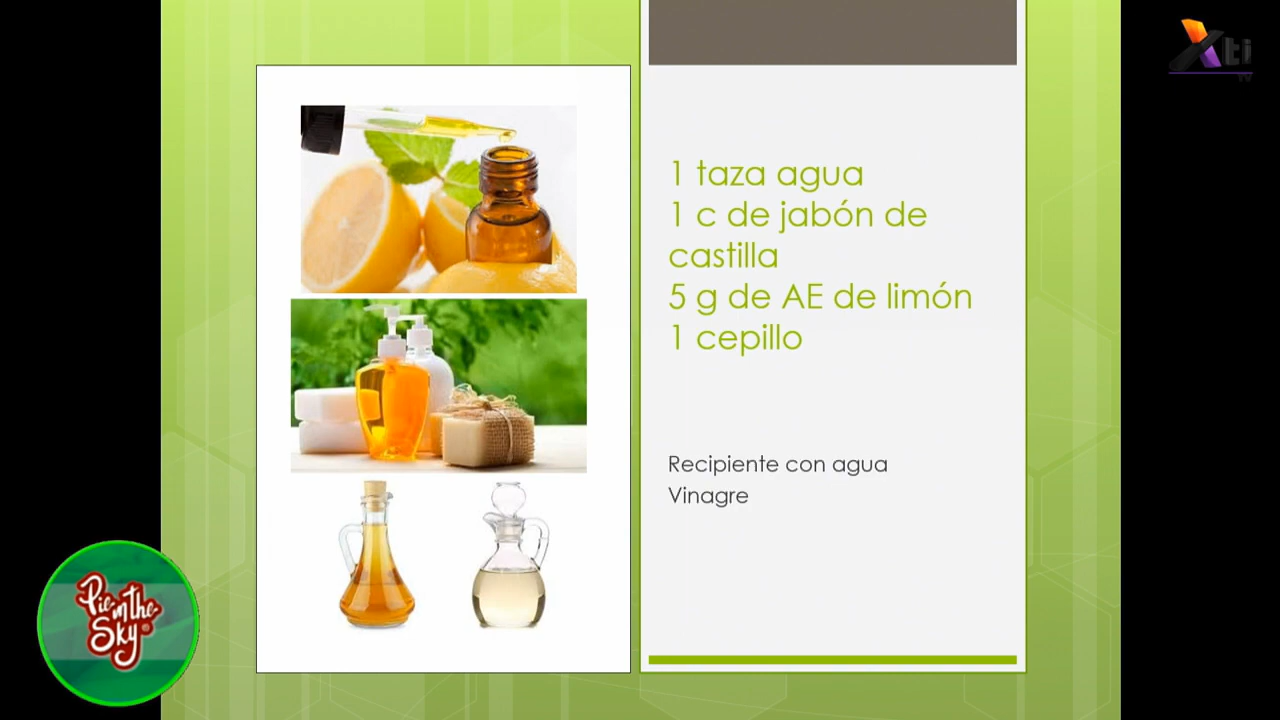 Xti
TV
1 taza agua
1 c de jabón de
castilla
5 g de AE de limón
1 cepillo
Recipiente con agua
Vinagre
Pie in the
Sky